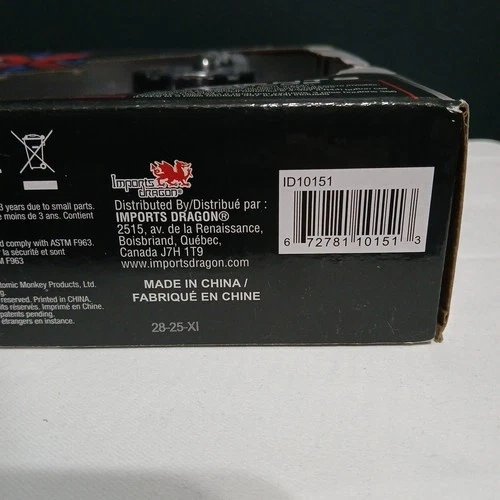 3 due to small parts.
de moins de 3 ans. Contient
d comply with ASTM F963.
la sécurité et sont
M F963
tomic Monkey Products, Ltd.
served, Printed in CHINA.
its réservés. Imprimé en Chine.
patents pending.
étrangers en instance.
imports
DRAGON®
Distributed By/Distribué par :
IMPORTS DRAGON®
2515, av. de la Renaissance,
Boisbriand, Québec,
Canada J7H 1T9
www.importsdragon.com
MADE IN CHINA /
FABRIQUÉ EN CHINE
28-25-XI
ID10151
6 72781 10151 3